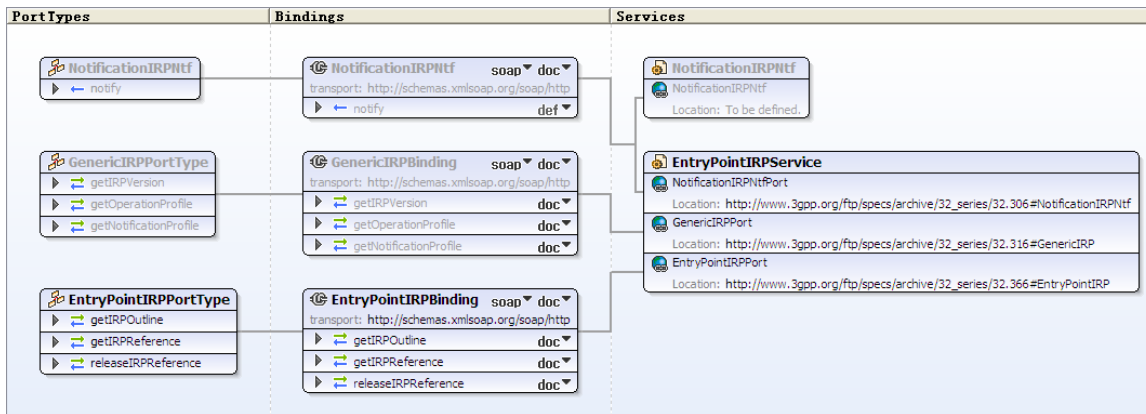 PortTypes
Bindings
Services
NotificationIRPNtf
notify
GenericIRPPortType
getIRPVersion
getOperationProfile
getNotificationProfile
EntryPointIRPPortType
getIRPOutline
getIRPReference
releaseIRPReference
NotificationIRPNtf soap doc
transport: http://schemas.xmlsoap.org/soap/http
notify def
GenericIRPBinding soap doc
transport: http://schemas.xmlsoap.org/soap/http
getIRPVersion doc
getOperationProfile doc
getNotificationProfile doc
EntryPointIRPBinding soap doc
transport: http://schemas.xmlsoap.org/soap/http
getIRPOutline doc
getIRPReference doc
releaseIRPReference doc
NotificationIRPNtf
NotificationIRPNtf
Location: To be defined.
EntryPointIRPService
NotificationIRPNtfPort
Location: http://www.3gpp.org/ftp/specs/archive/32_series/32.306#NotificationIRPNtf
GenericIRPPort
Location: http://www.3gpp.org/ftp/specs/archive/32_series/32.316#GenericIRP
EntryPointIRPPort
Location: http://www.3gpp.org/ftp/specs/archive/32_series/32.366#EntryPointIRP